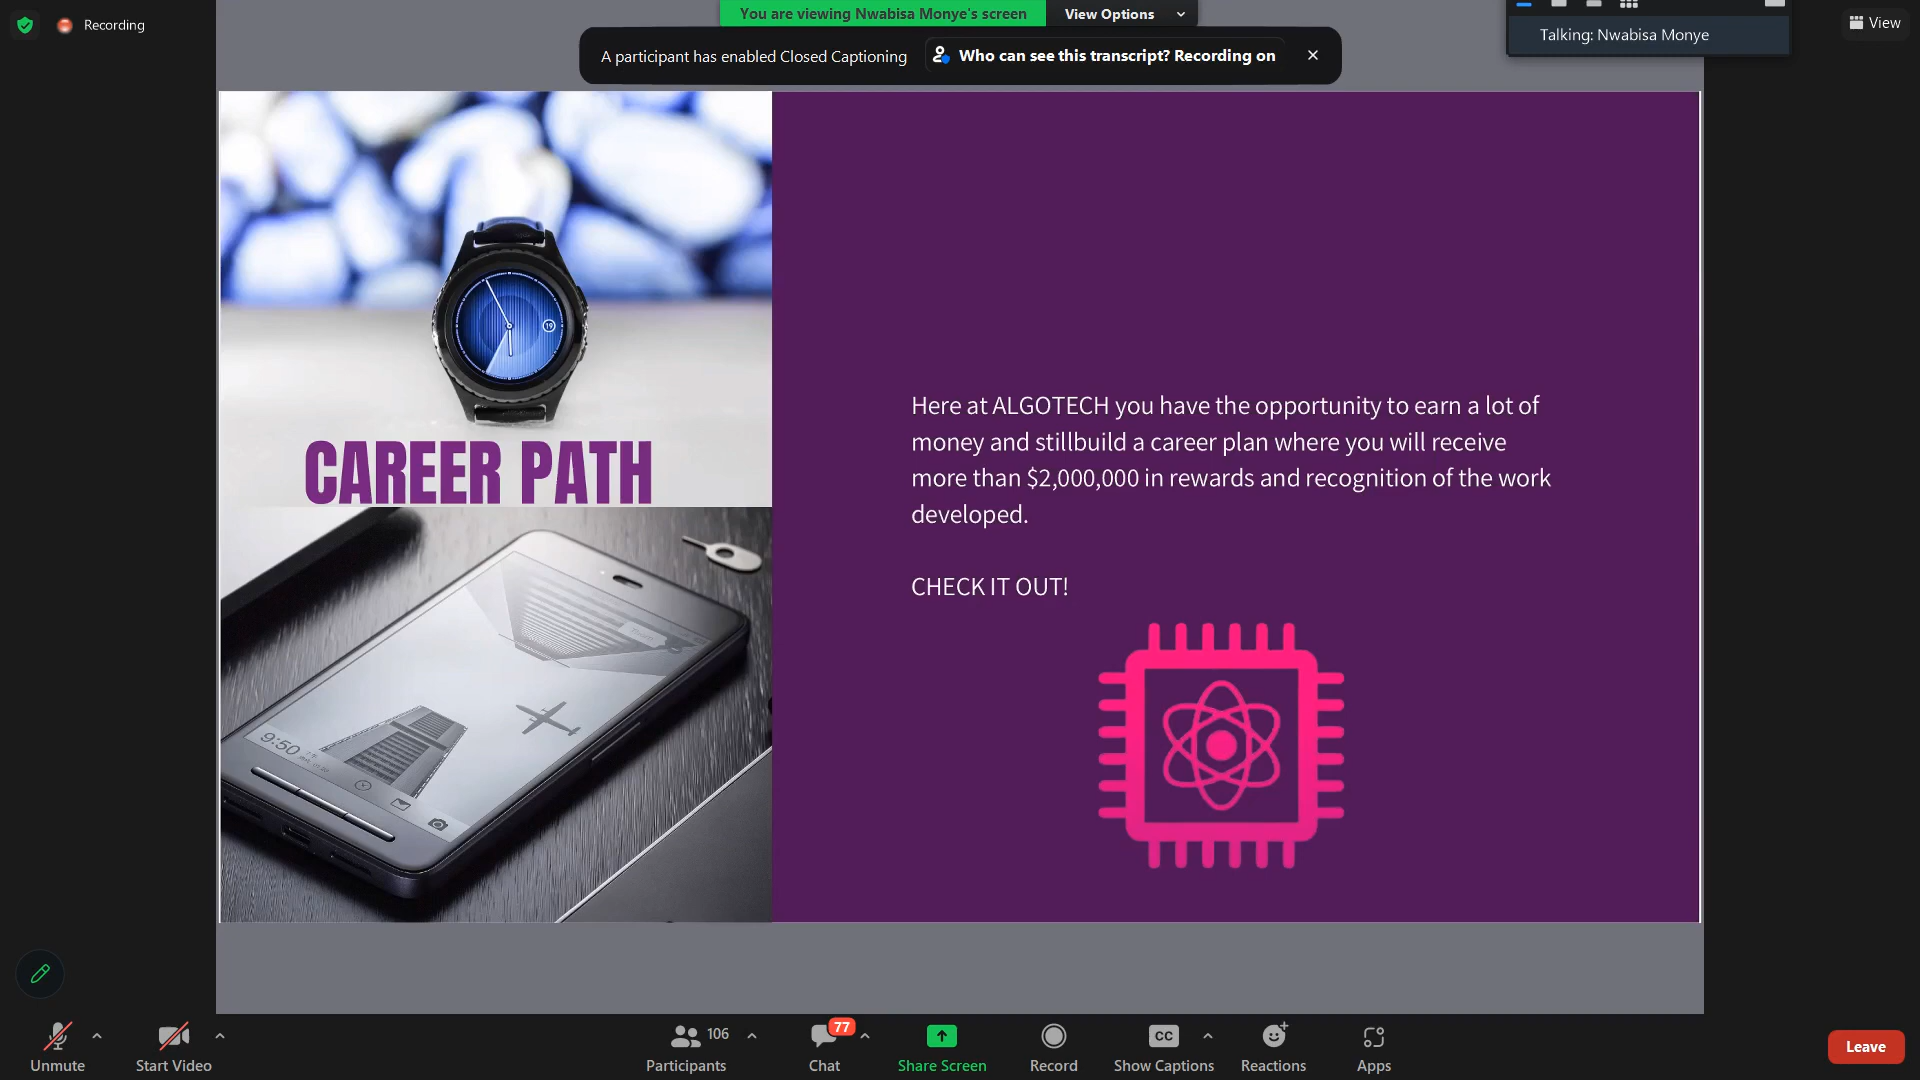 Recording
You are viewing Nwabisa Monye's screen
View Options
Talking: Nwabisa Monye
View
A participant has enabled Closed Captioning
Who can see this transcript? Recording on
19
CAREER PATH
Here at ALGOTECH you have the opportunity to earn a lot of
money and stillbuild a career plan where you will receive
more than $2,000,000 in rewards and recognition of the work
developed.
CHECK IT OUT!
9:50
Unmute
Start Video
106
Participants
77
Chat
Share Screen
Record
CC
Show Captions
Reactions
Apps
Leave